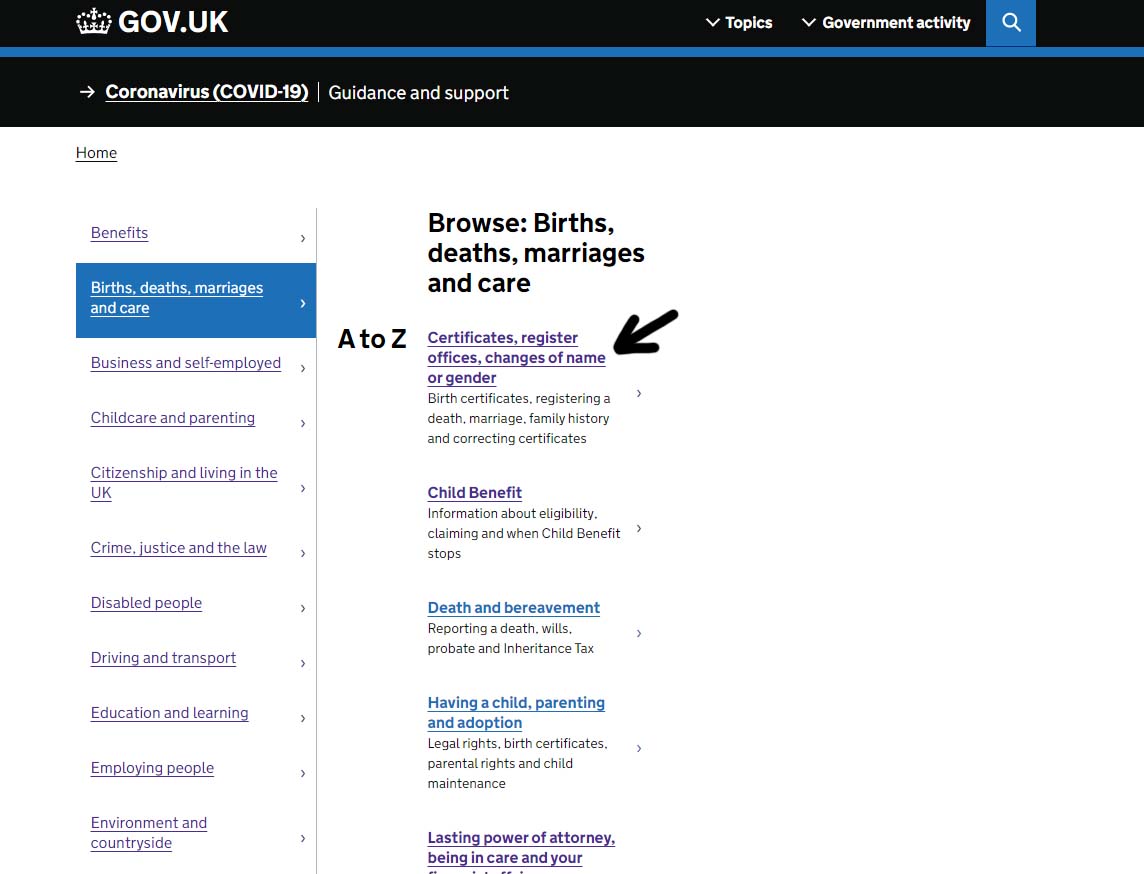 GOV.UK
Topics
Government activity
Coronavirus (COVID-19)
Guidance and support
Home
Benefits
Births, deaths, marriages
and care
Business and self-employed
Childcare and parenting
Citizenship and living in the
UK
Crime, justice and the law
Disabled people
Driving and transport
Education and learning
Employing people
Environment and
countryside
Browse: Births,
deaths, marriages
and care
A to Z
Certificates, register
offices, changes of name
or gender
Birth certificates, registering a
death, marriage, family history
and correcting certificates
Child Benefit
Information about eligibility,
claiming and when Child Benefit
stops
Death and bereavement
Reporting a death, wills,
probate and Inheritance Tax
Having a child, parenting
and adoption
Legal rights, birth certificates,
parental rights and child
maintenance
Lasting power of attorney,
being in care and your